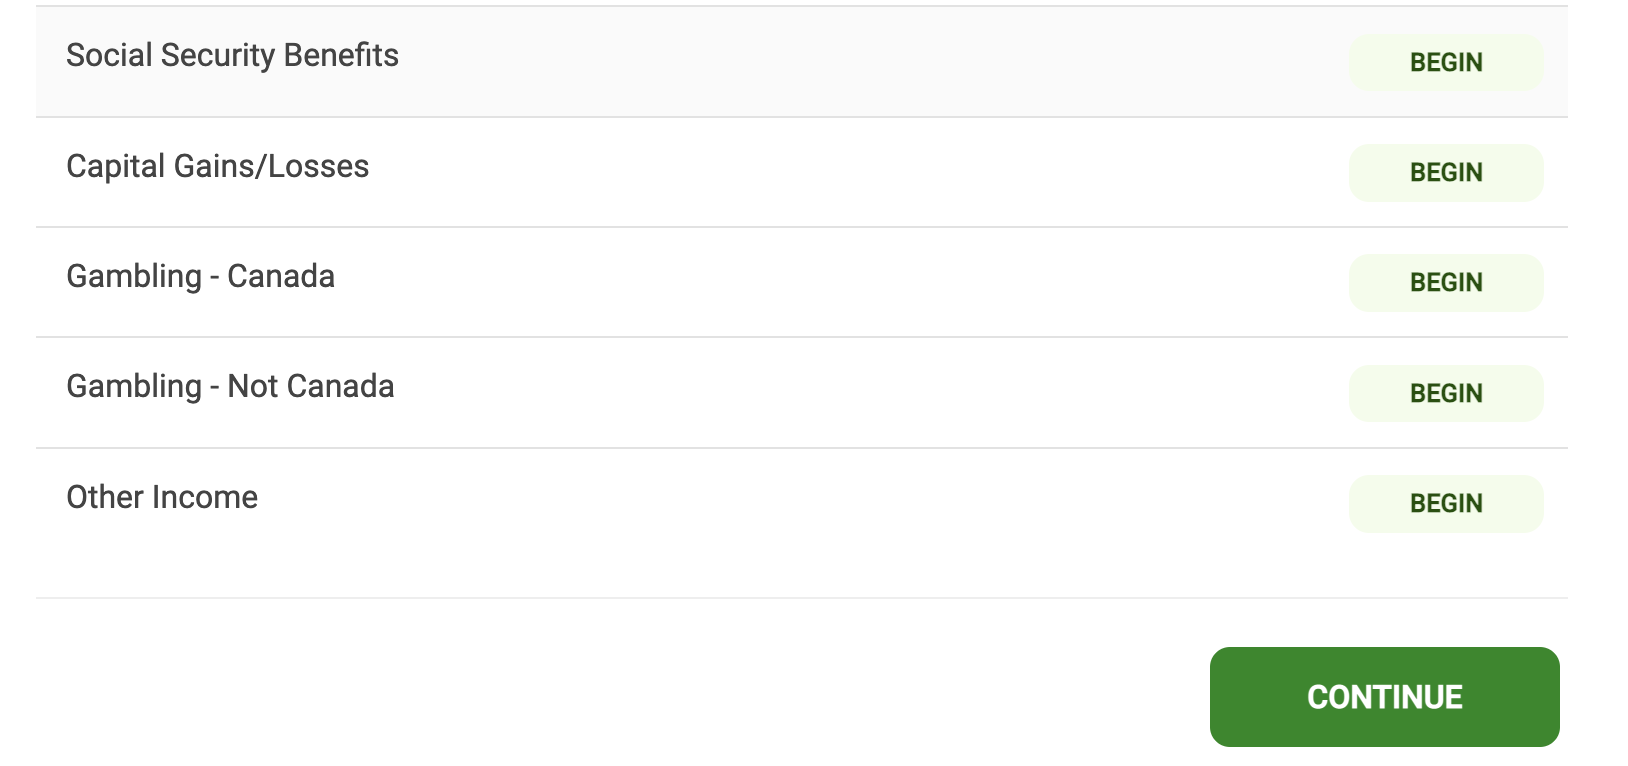 Social Security Benefits BEGIN
Capital Gains/Losses BEGIN
Gambling - Canada BEGIN
Gambling - Not Canada BEGIN
Other Income BEGIN
CONTINUE